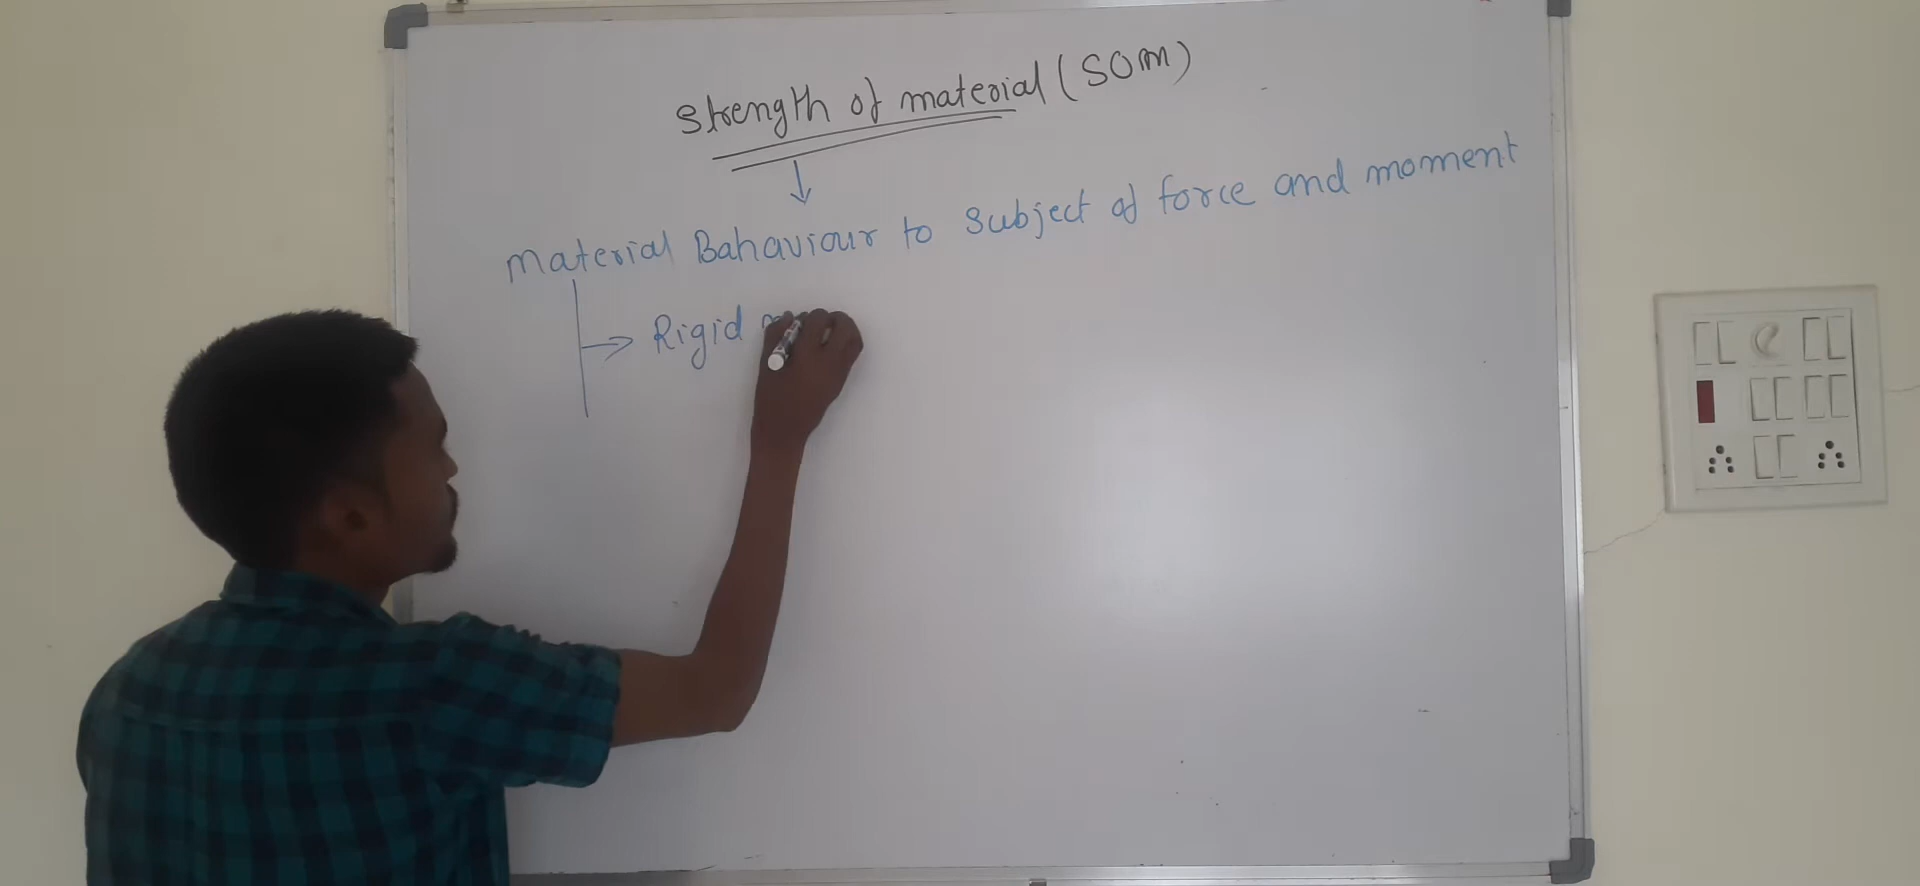 Strength of material (SOM)
Material Bahaviour to Subject of force and moment
Rigid